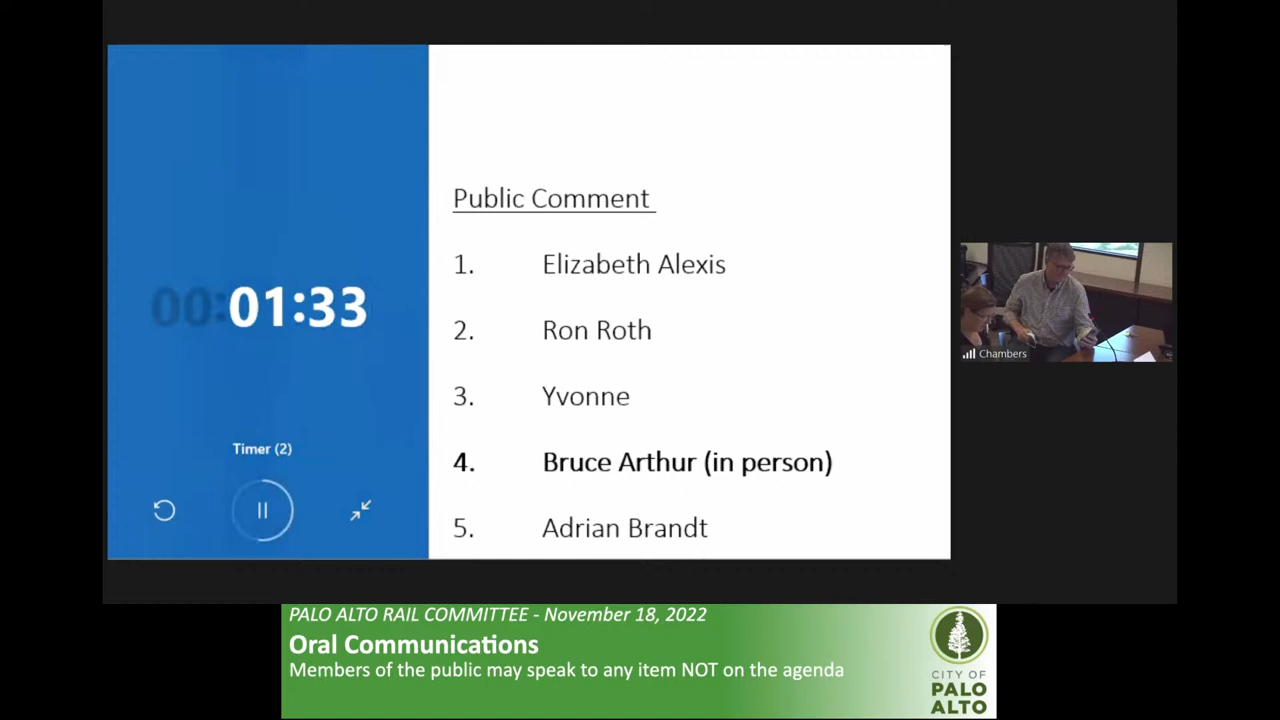 00:01:33
Timer (2)
Public Comment
1. Elizabeth Alexis
2. Ron Roth
3. Yvonne
4. Bruce Arthur (in person)
5. Adrian Brandt
Chambers
PALO ALTO RAIL COMMITTEE - November 18, 2022
Oral Communications
Members of the public may speak to any item NOT on the agenda
CITY OF
PALO
ALTO